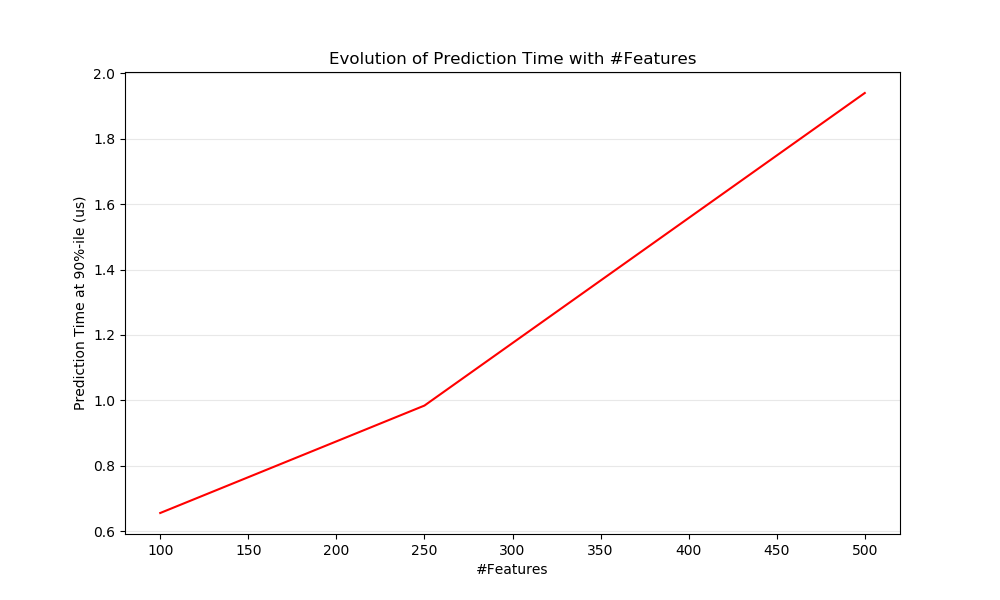 Evolution of Prediction Time with #Features
Prediction Time at 90%-ile (us)
2.0
1.8
1.6
1.4
1.2
1.0
0.8
0.6
100 150 200 250 300 350 400 450 500
#Features